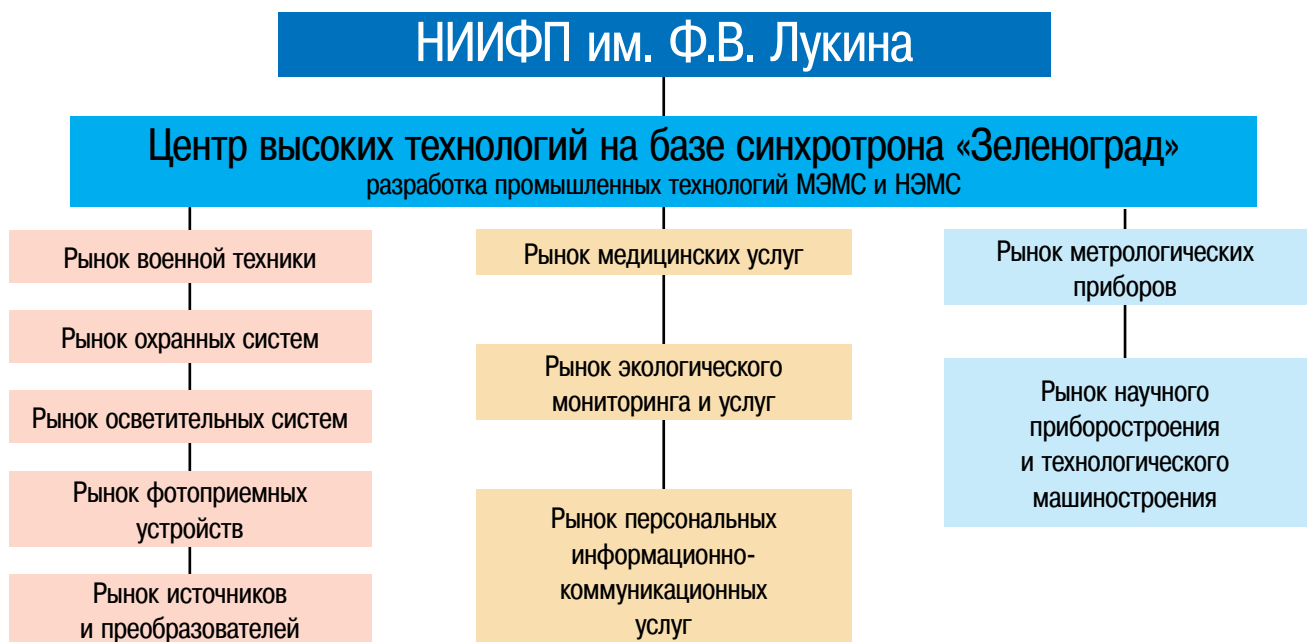 НИИФП им. Ф.В. Лукина
Центр высоких технологий на базе синхротрона «Зеленоград»
разработка промышленных технологий МЭМС и НЭМС
Рынок военной техники
Рынок охранных систем
Рынок осветительных систем
Рынок фотоприемных
устройств
Рынок источников
и преобразователей
Рынок медицинских услуг
Рынок экологического
мониторинга и услуг
Рынок персональных
информационно-
коммуникационных
услуг
Рынок метрологических
приборов
Рынок научного
приборостроения
и технологического
машиностроения